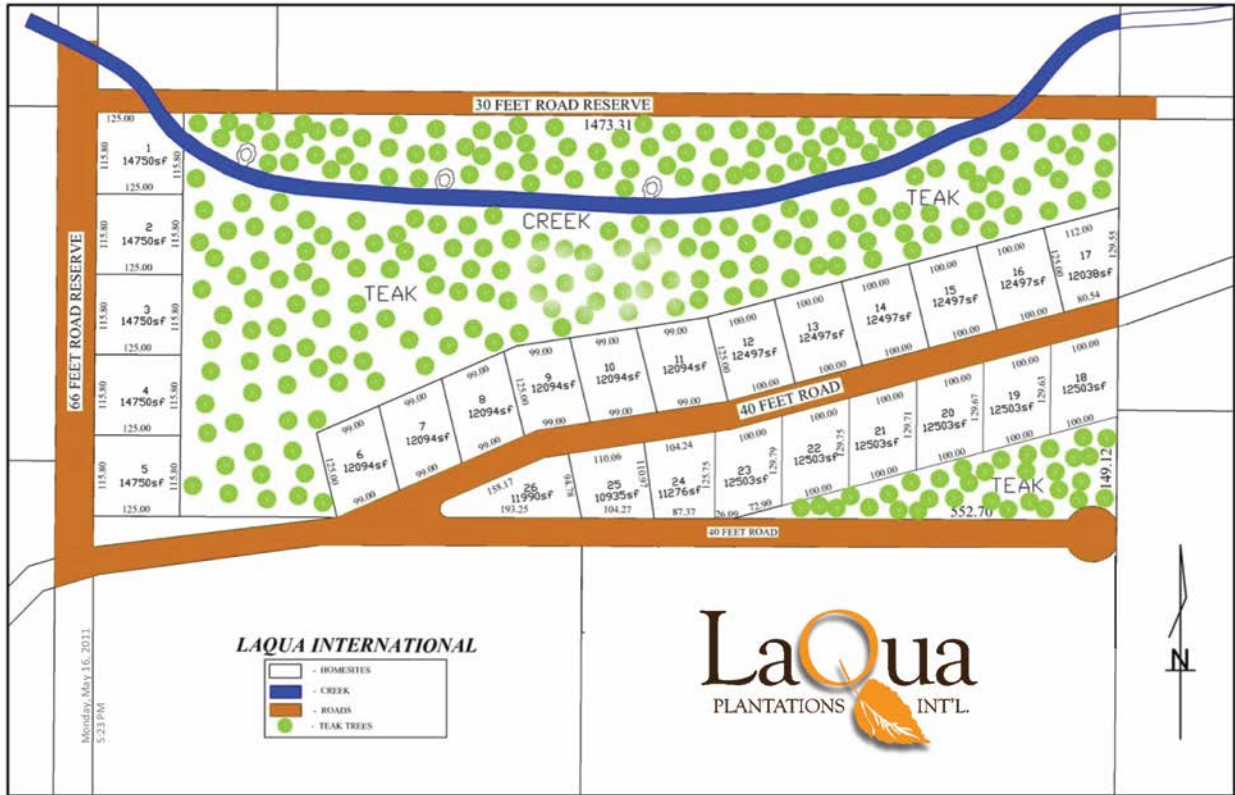 30 FEET ROAD RESERVE
1473.31
125.00
115.80
1
14750sf
115.80
125.00
115.80
2
14750sf
115.80
125.00
115.80
3
14750sf
115.80
125.00
115.80
4
14750sf
115.80
125.00
115.80
5
14750sf
115.80
125.00
66 FEET ROAD RESERVE
CREEK
TEAK
TEAK
99.00
125.00
6
12094sf
99.00
99.00
7
12094sf
99.00
99.00
8
12094sf
99.00
99.00
125.00
9
12094sf
99.00
99.00
10
12094sf
99.00
99.00
11
12094sf
99.00
100.00
125.00
12
12497sf
100.00
100.00
13
12497sf
100.00
100.00
14
12497sf
100.00
100.00
15
12497sf
100.00
100.00
16
12497sf
100.00
112.00
125.00
17
12038sf
129.55
80.54
40 FEET ROAD
100.00
18
12503sf
100.00
100.00
19
12503sf
129.63
100.00
100.00
20
12503sf
129.67
100.00
100.00
21
12503sf
129.71
100.00
100.00
22
12503sf
129.75
100.00
100.00
23
12503sf
129.79
26.09
72.90
104.24
24
11276sf
125.75
87.37
110.06
25
10935sf
110.97
104.27
158.17
26
11990sf
94.78
193.25
TEAK
149.12
552.70
40 FEET ROAD
LAQUA INTERNATIONAL
- HOMESITES
- CREEK
- ROADS
- TEAK TREES
Monday, May 16, 2011
5:23 PM
LaQua
PLANTATIONS INT'L.
N